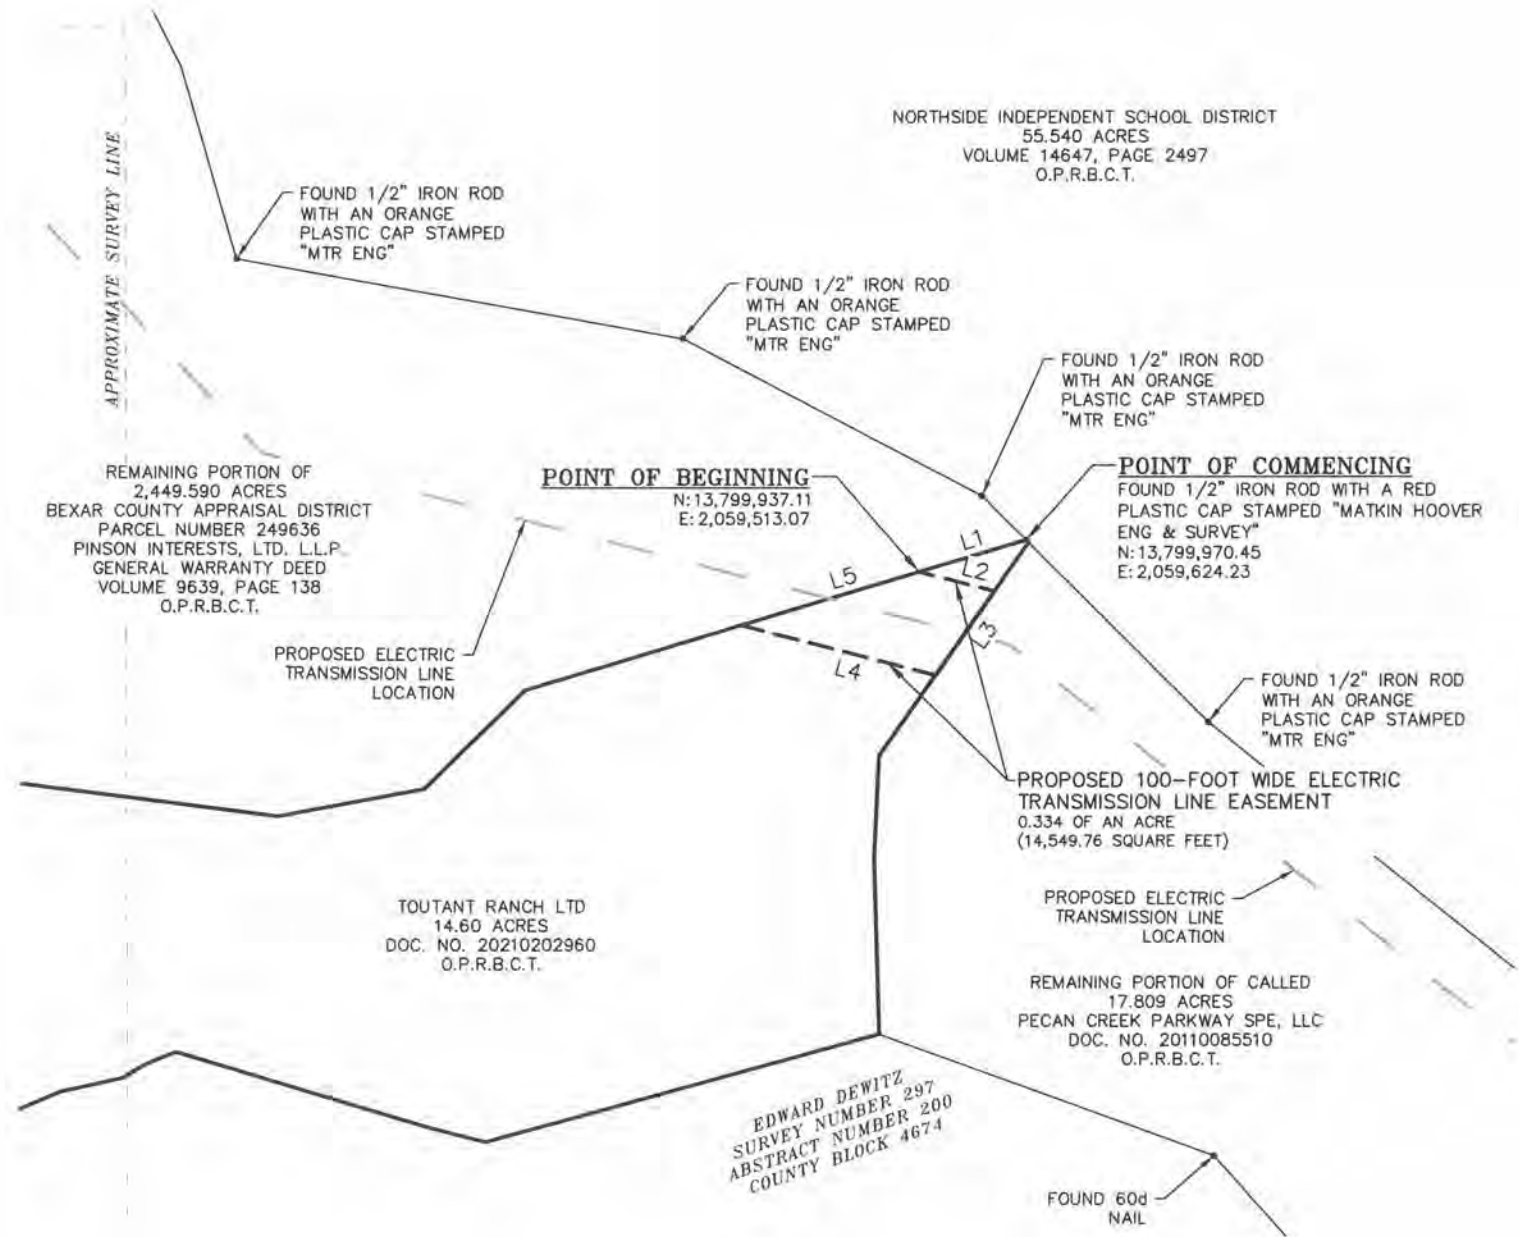 NORTHSIDE INDEPENDENT SCHOOL DISTRICT
55.540 ACRES
VOLUME 14647, PAGE 2497
O.P.R.B.C.T.
APPROXIMATE SURVEY LINE
FOUND 1/2" IRON ROD
WITH AN ORANGE
PLASTIC CAP STAMPED
"MTR ENG"
FOUND 1/2" IRON ROD
WITH AN ORANGE
PLASTIC CAP STAMPED
"MTR ENG"
FOUND 1/2" IRON ROD
WITH AN ORANGE
PLASTIC CAP STAMPED
"MTR ENG"
REMAINING PORTION OF
2,449.590 ACRES
BEXAR COUNTY APPRAISAL DISTRICT
PARCEL NUMBER 249636
PINSON INTERESTS, LTD. L.L.P.
GENERAL WARRANTY DEED
VOLUME 9639, PAGE 138
O.P.R.B.C.T.
POINT OF BEGINNING
N:13,799,937.11
E:2,059,513.07
POINT OF COMMENCING
FOUND 1/2" IRON ROD WITH A RED
PLASTIC CAP STAMPED "MATKIN HOOVER
ENG & SURVEY"
N:13,799,970.45
E:2,059,624.23
L1
L2
L5
L3
L4
PROPOSED ELECTRIC
TRANSMISSION LINE
LOCATION
FOUND 1/2" IRON ROD
WITH AN ORANGE
PLASTIC CAP STAMPED
"MTR ENG"
PROPOSED 100-FOOT WIDE ELECTRIC
TRANSMISSION LINE EASEMENT
0.334 OF AN ACRE
(14,549.76 SQUARE FEET)
TOUTANT RANCH LTD
14.60 ACRES
DOC. NO. 20210202960
O.P.R.B.C.T.
PROPOSED ELECTRIC
TRANSMISSION LINE
LOCATION
REMAINING PORTION OF CALLED
17.809 ACRES
PECAN CREEK PARKWAY SPE, LLC
DOC. NO. 20110085510
O.P.R.B.C.T.
EDWARD DEWITZ
SURVEY NUMBER 297
ABSTRACT NUMBER 200
COUNTY BLOCK 4674
FOUND 60d
NAIL